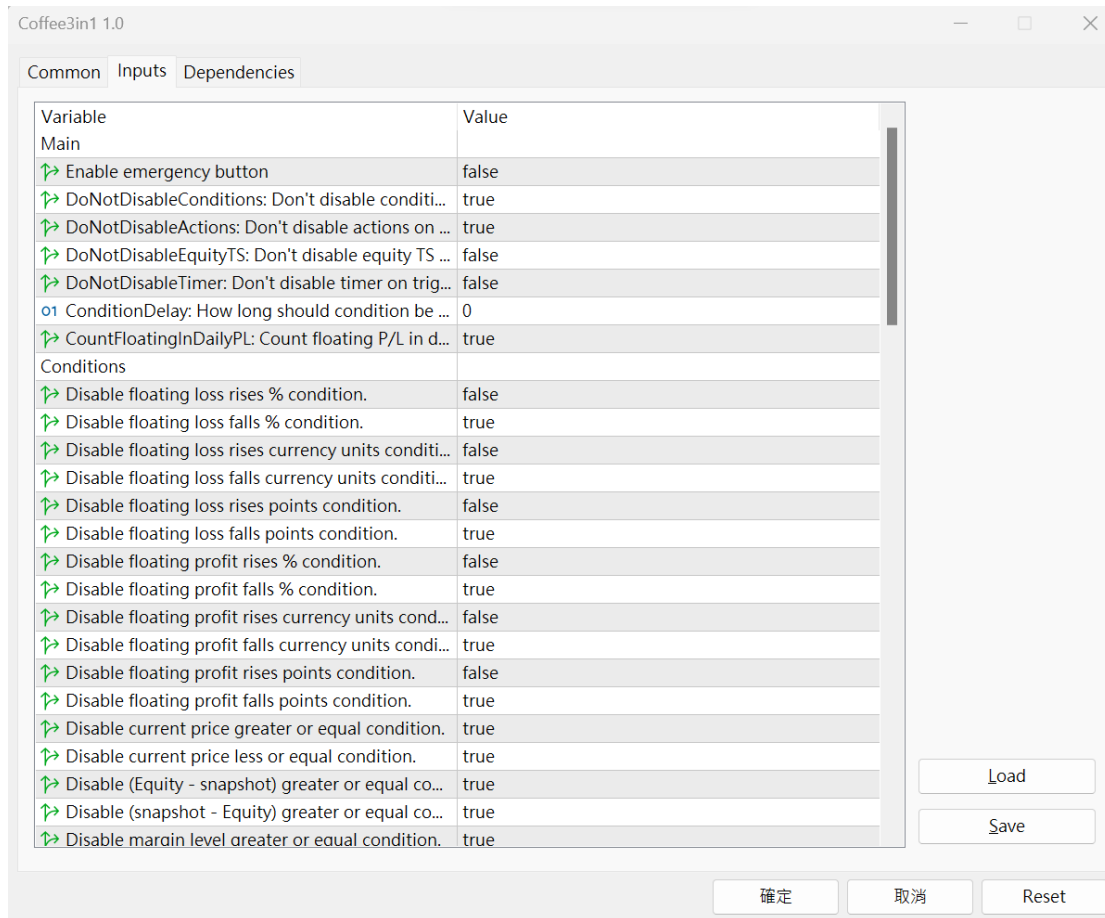 Coffee3in1 1.0
Common Inputs Dependencies
Variable Value
Main
Enable emergency button false
DoNotDisableConditions: Don't disable conditi... true
DoNotDisableActions: Don't disable actions on ... true
DoNotDisableEquityTS: Don't disable equity TS ... false
DoNotDisableTimer: Don't disable timer on trig... false
01 ConditionDelay: How long should condition be ... 0
CountFloatingInDailyPL: Count floating P/L in d... true
Conditions
Disable floating loss rises % condition. false
Disable floating loss falls % condition. true
Disable floating loss rises currency units conditi... false
Disable floating loss falls currency units conditi... true
Disable floating loss rises points condition. false
Disable floating loss falls points condition. true
Disable floating profit rises % condition. false
Disable floating profit falls % condition. true
Disable floating profit rises currency units cond... false
Disable floating profit falls currency units condi... true
Disable floating profit rises points condition. false
Disable floating profit falls points condition. true
Disable current price greater or equal condition. true
Disable current price less or equal condition. true
Disable (Equity - snapshot) greater or equal co... true
Disable (snapshot - Equity) greater or equal co... true
Disable margin level greater or equal condition. true
Load
Save
確定 取消 Reset